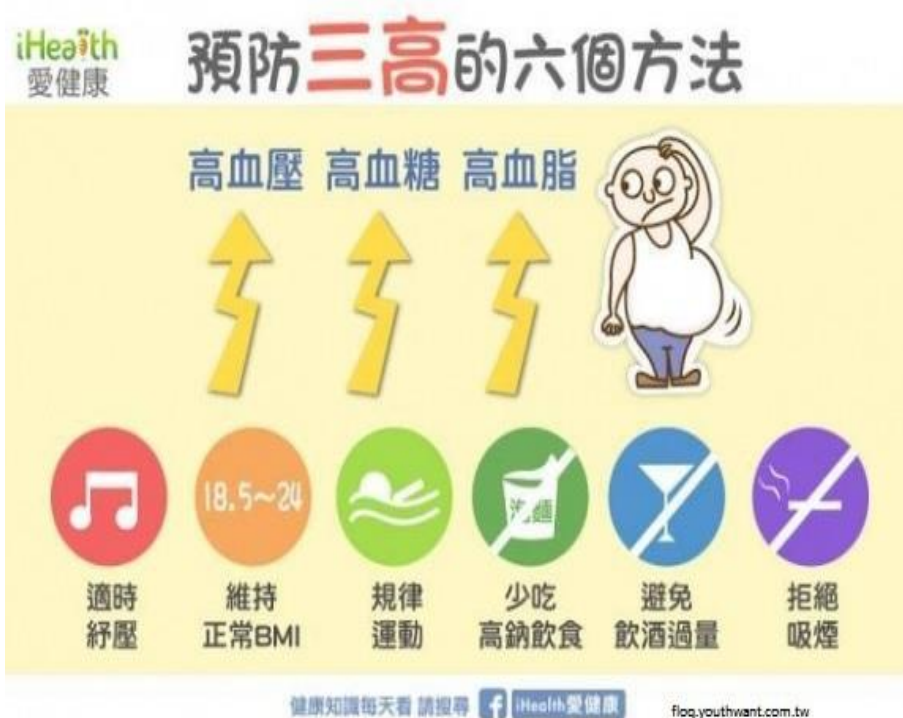 iHealth
愛健康
預防三高的六個方法
高血壓 高血糖 高血脂
18.5～24
泡麵
適時
紓壓
維持
正常BMI
規律
運動
少吃
高鈉飲食
避免
飲酒過量
拒絕
吸煙
健康知識每天看 請搜尋 f iHealth愛健康
flog.youthwant.com.tw